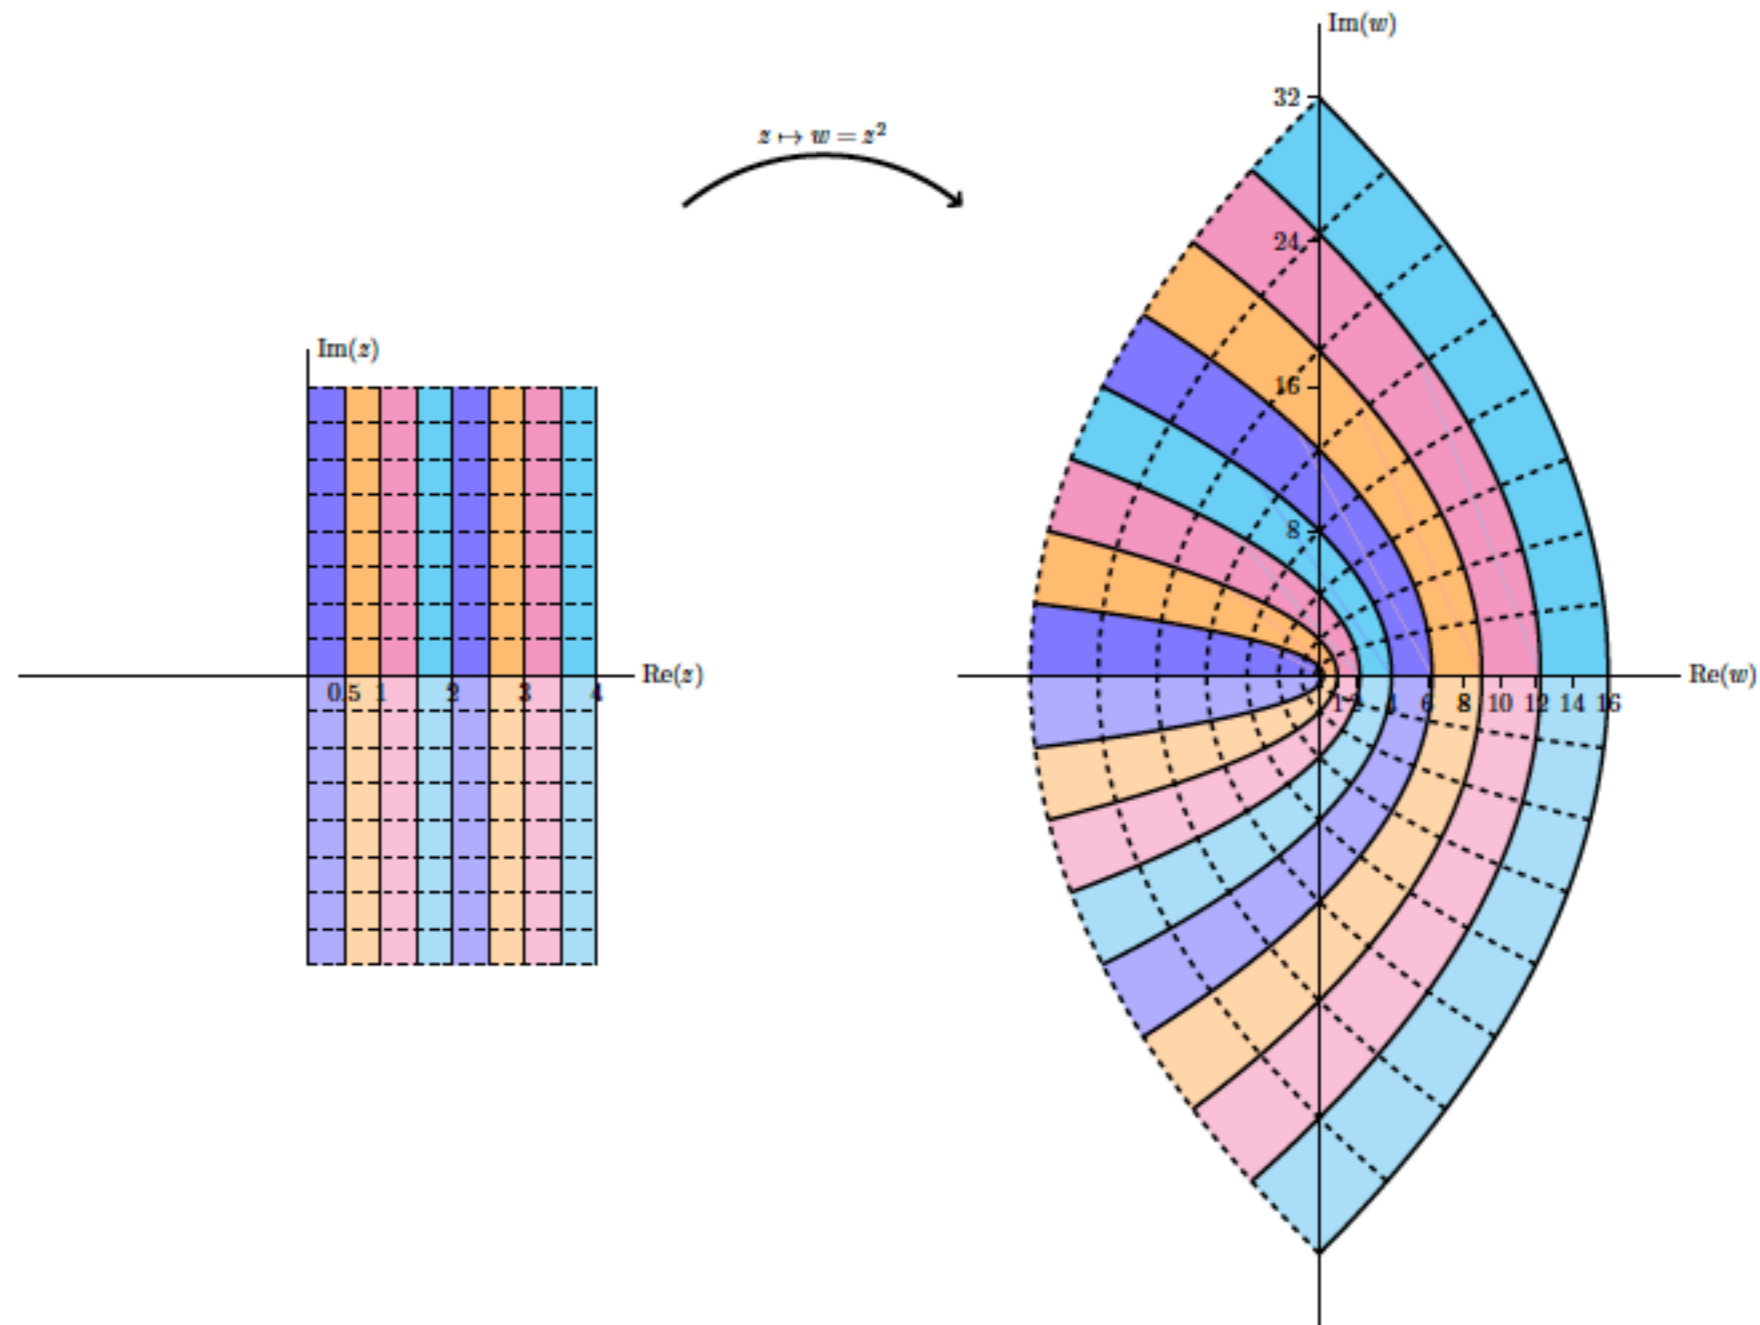 Im(w)
32
z ↦ w = z²
24
Im(z)
16
8
Re(z)
Re(w)
0.5 1 2 3 4
1 2 4 6 8 10 12 14 16